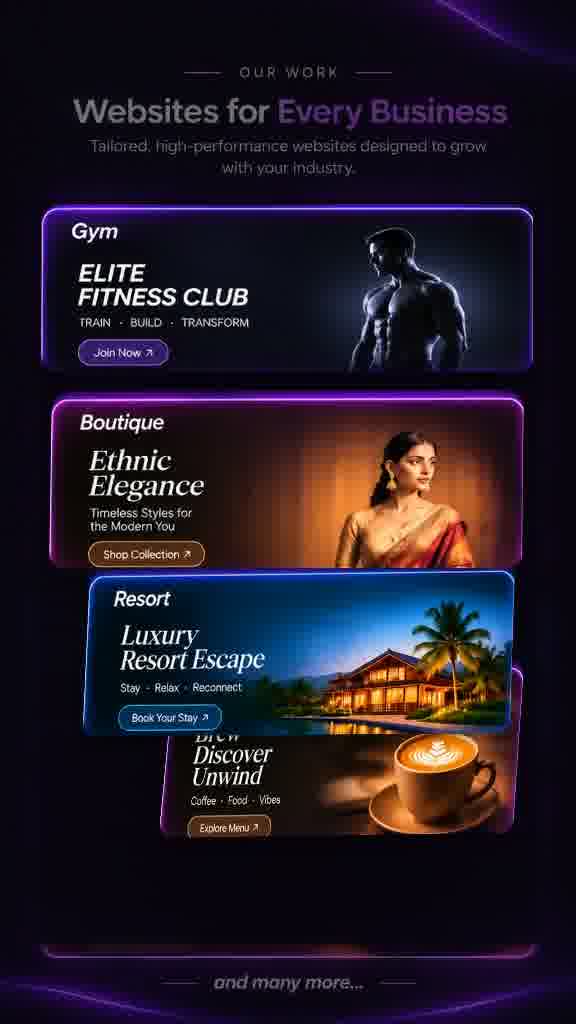 OUR WORK
Websites for Every Business
Tailored, high-performance websites designed to grow
with your industry.
Gym
ELITE
FITNESS CLUB
TRAIN · BUILD · TRANSFORM
Join Now ↗
Boutique
Ethnic
Elegance
Timeless Styles for
the Modern You
Shop Collection ↗
Resort
Luxury
Resort Escape
Stay · Relax · Reconnect
Book Your Stay ↗
Brew
Discover
Unwind
Coffee · Food · Vibes
Explore Menu ↗
and many more...